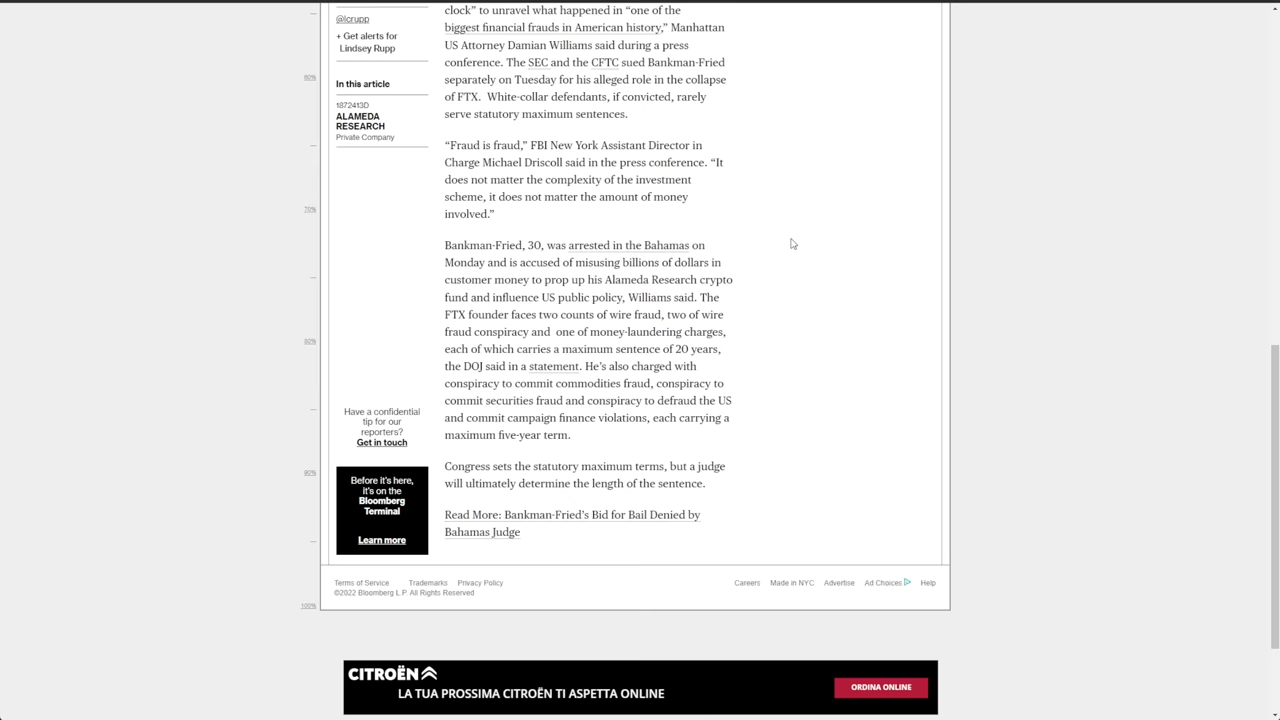 @lcrupp
+ Get alerts for
Lindsey Rupp
In this article
1872413D
ALAMEDA
RESEARCH
Private Company
Have a confidential
tip for our
reporters?
Get in touch
Before it's here,
it's on the
Bloomberg
Terminal
Learn more
60%
70%
80%
90%
100%
clock” to unravel what happened in “one of the
biggest financial frauds in American history,” Manhattan
US Attorney Damian Williams said during a press
conference. The SEC and the CFTC sued Bankman-Fried
separately on Tuesday for his alleged role in the collapse
of FTX.  White-collar defendants, if convicted, rarely
serve statutory maximum sentences.
“Fraud is fraud,” FBI New York Assistant Director in
Charge Michael Driscoll said in the press conference. “It
does not matter the complexity of the investment
scheme, it does not matter the amount of money
involved.”
Bankman-Fried, 30, was arrested in the Bahamas on
Monday and is accused of misusing billions of dollars in
customer money to prop up his Alameda Research crypto
fund and influence US public policy, Williams said. The
FTX founder faces two counts of wire fraud, two of wire
fraud conspiracy and  one of money-laundering charges,
each of which carries a maximum sentence of 20 years,
the DOJ said in a statement. He’s also charged with
conspiracy to commit commodities fraud, conspiracy to
commit securities fraud and conspiracy to defraud the US
and commit campaign finance violations, each carrying a
maximum five-year term.
Congress sets the statutory maximum terms, but a judge
will ultimately determine the length of the sentence.
Read More: Bankman-Fried’s Bid for Bail Denied by
Bahamas Judge
Terms of Service Trademarks Privacy Policy
©2022 Bloomberg L.P. All Rights Reserved
Careers Made in NYC Advertise Ad Choices Help
CITROËN
LA TUA PROSSIMA CITROËN TI ASPETTA ONLINE
ORDINA ONLINE